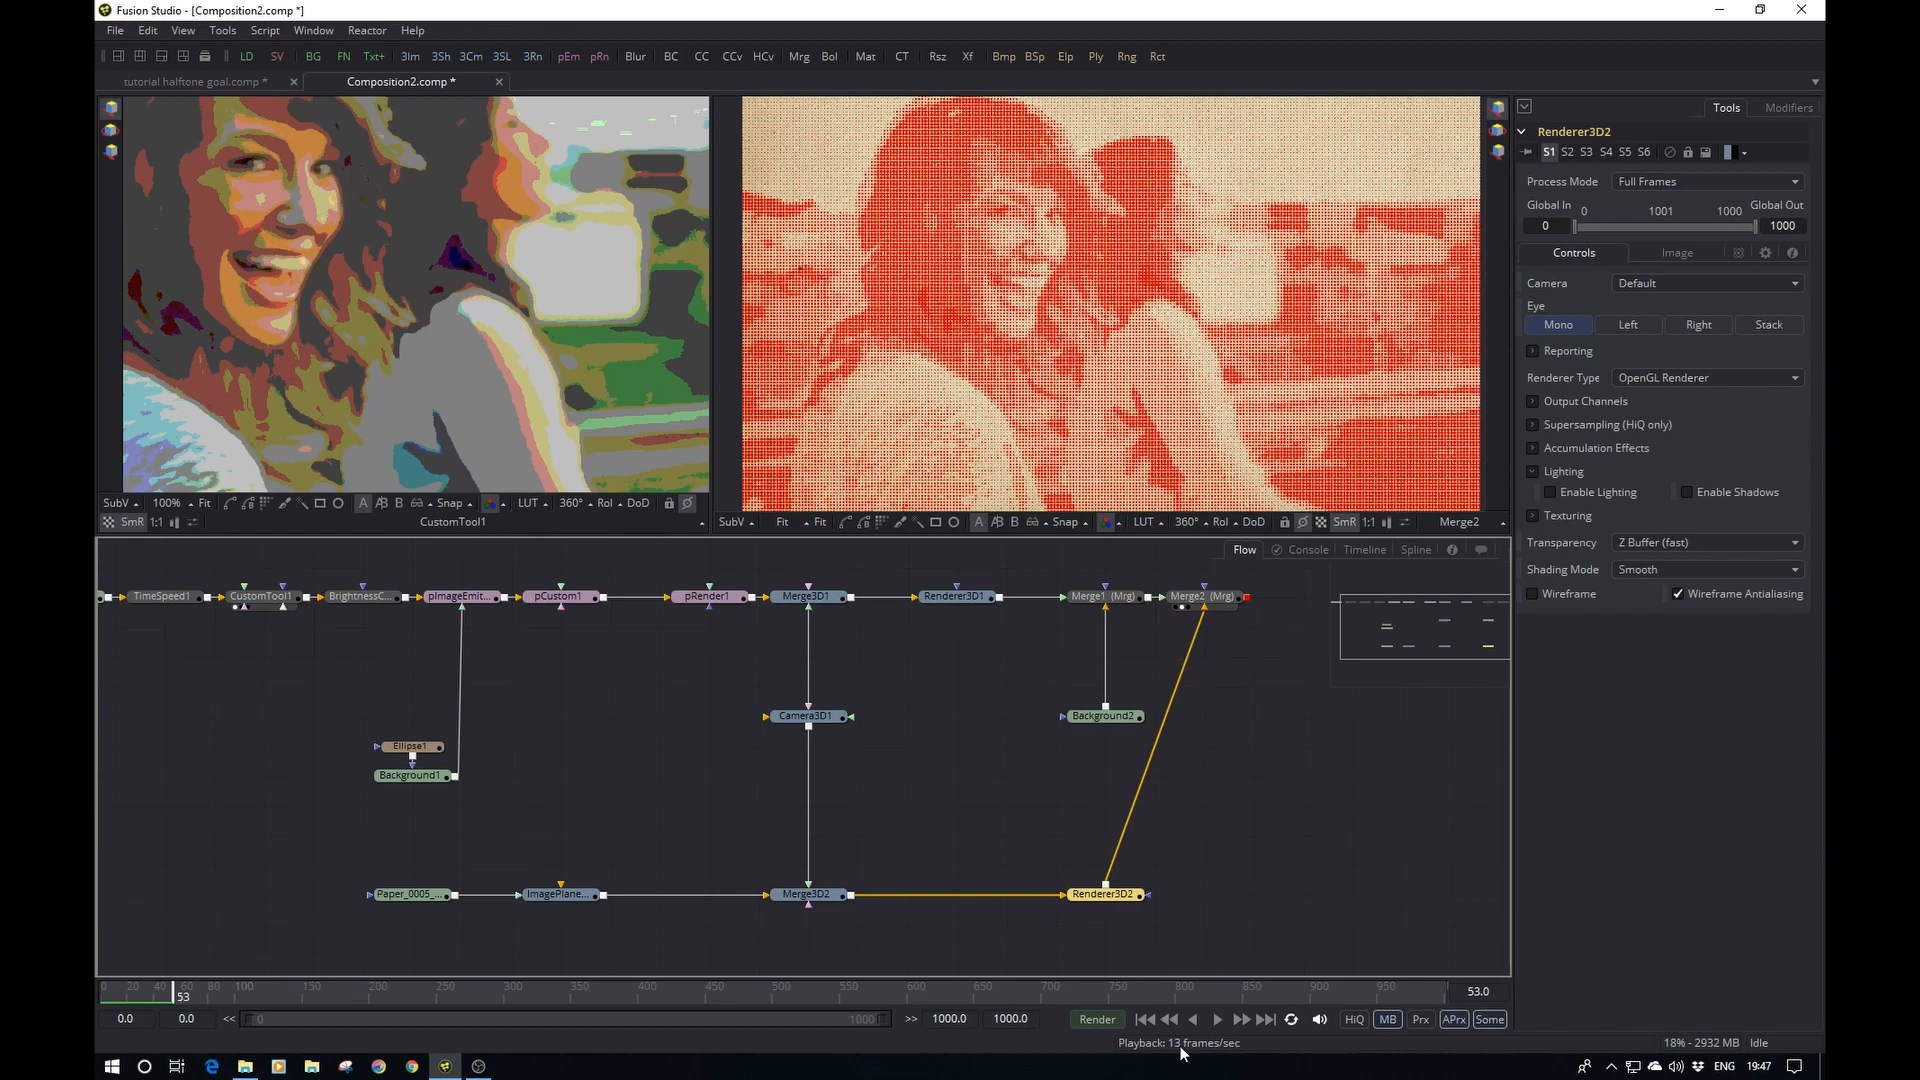 Fusion Studio - [Composition2.comp *]
File Edit View Tools Script Window Reactor Help
LD SV BG FN Txt+ 3Im 3Sh 3Cm 3SL 3Rn pEm pRn Blur BC CC CCv HCv Mrg Bol Mat CT Rsz Xf Bmp BSp Elp Ply Rng Rct
tutorial halftone goal.comp * Composition2.comp *
Tools Modifiers
Renderer3D2
S1 S2 S3 S4 S5 S6
Process Mode Full Frames
Global In 0 1001 1000 Global Out
0 1000
Controls Image
Camera Default
Eye
Mono Left Right Stack
Reporting
Renderer Type OpenGL Renderer
Output Channels
Supersampling (HiQ only)
Accumulation Effects
Lighting
Enable Lighting Enable Shadows
Texturing
Transparency Z Buffer (fast)
Shading Mode Smooth
Wireframe Wireframe Antialiasing
SubV 100% Fit A B Snap LUT 360° RoI DoD
SmR 1:1 CustomTool1
SubV Fit Fit A B Snap LUT 360° RoI DoD SmR 1:1 Merge2
Flow Console Timeline Spline
TimeSpeed1 CustomTool1 BrightnessC... pImageEmit... pCustom1 pRender1 Merge3D1 Renderer3D1 Merge1 (Mrg) Merge2 (Mrg)
Camera3D1 Background2
Ellipse1
Background1
Paper_0005_... ImagePlane... Merge3D2 Renderer3D2
0 20 40 60 80 100 150 200 250 300 350 400 450 500 550 600 650 700 750 800 850 900 950
53 53.0
0.0 0.0 << 0 1000 >> 1000.0 1000.0 Render HiQ MB Prx APrx Some
Playback: 13 frames/sec 18% - 2932 MB Idle
ENG 19:47